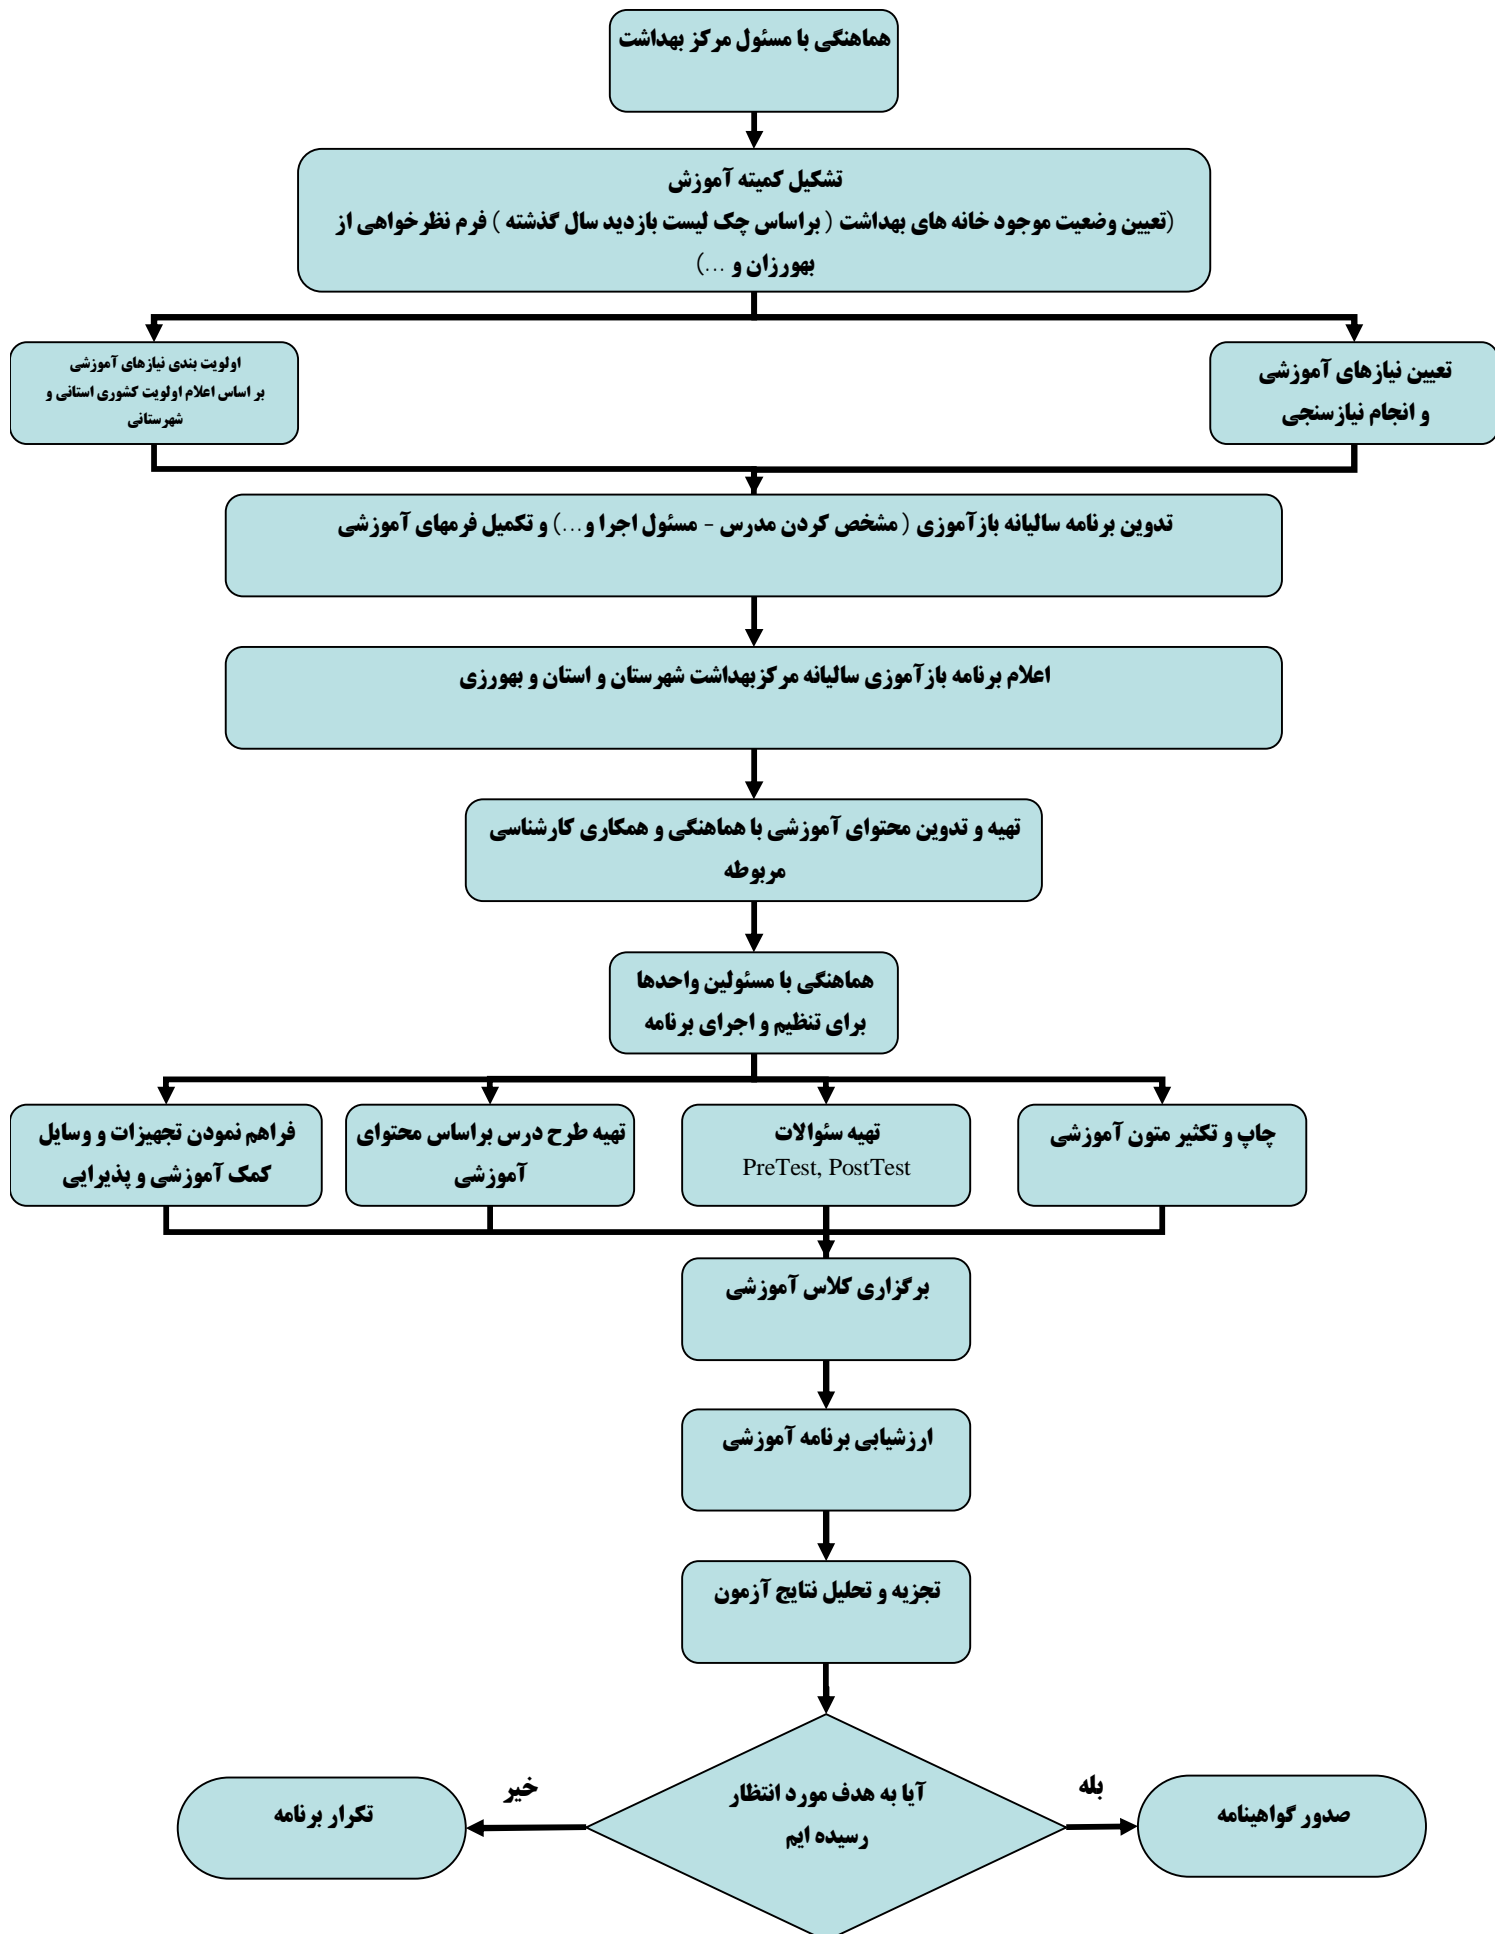 هماهنگی با مسئول مرکز بهداشت
تشکیل کمیته آموزش
(تعیین وضعیت موجود خانه های بهداشت ( براساس چک لیست بازدید سال گذشته ) فرم نظرخواهی از
بهورزان و ...)
تعیین نیازهای آموزشی
و انجام نیازسنجی
اولویت بندی نیازهای آموزشی
بر اساس اعلام اولویت کشوری استانی و
شهرستانی
تدوین برنامه سالیانه بازآموزی ( مشخص کردن مدرس - مسئول اجرا و...) و تکمیل فرمهای آموزشی
اعلام برنامه بازآموزی سالیانه مرکزبهداشت شهرستان و استان و بهورزی
تهیه و تدوین محتوای آموزشی با هماهنگی و همکاری کارشناسی
مربوطه
هماهنگی با مسئولین واحدها
برای تنظیم و اجرای برنامه
چاپ و تکثیر متون آموزشی
تهیه سئوالات
PreTest, PostTest
تهیه طرح درس براساس محتوای
آموزشی
فراهم نمودن تجهیزات و وسایل
کمک آموزشی و پذیرایی
برگزاری کلاس آموزشی
ارزشیابی برنامه آموزشی
تجزیه و تحلیل نتایج آزمون
آیا به هدف مورد انتظار
رسیده ایم
بله
صدور گواهینامه
خیر
تکرار برنامه